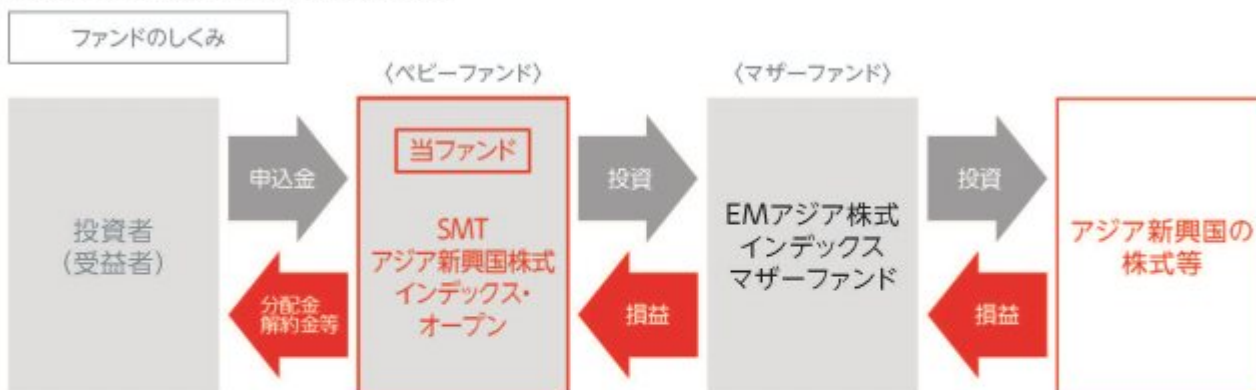 ファンドのしくみ
〈ベビーファンド〉
〈マザーファンド〉
投資者
(受益者)
申込金
分配金
解約金等
当ファンド
SMT
アジア新興国株式
インデックス・
オープン
投資
損益
EMアジア株式
インデックス
マザーファンド
投資
損益
アジア新興国の
株式等